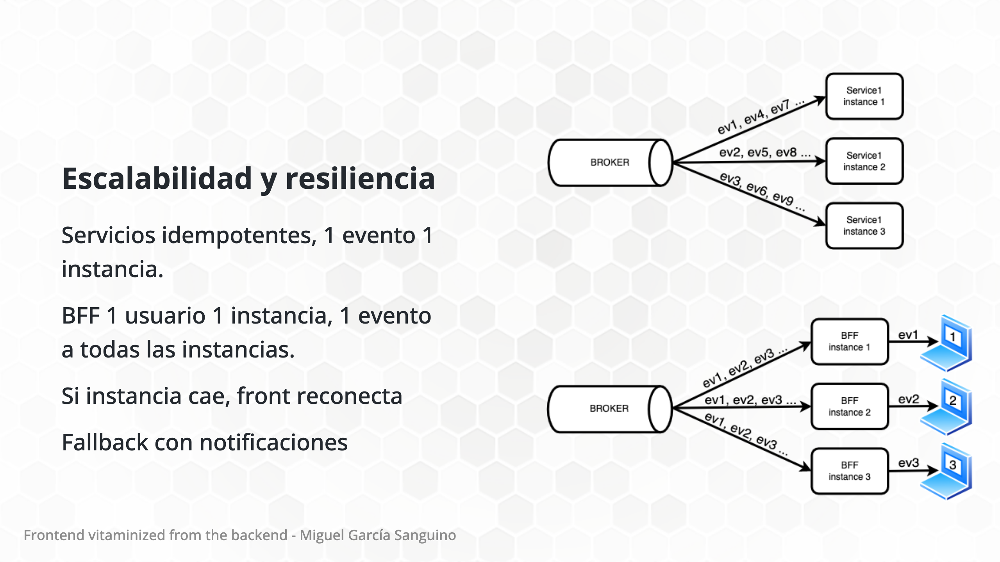 Escalabilidad y resiliencia
Servicios idempotentes, 1 evento 1
instancia.
BFF 1 usuario 1 instancia, 1 evento
a todas las instancias.
Si instancia cae, front reconecta
Fallback con notificaciones
BROKER
ev1, ev4, ev7 ...
ev2, ev5, ev8 ...
ev3, ev6, ev9 ...
Service1
instance 1
Service1
instance 2
Service1
instance 3
BROKER
ev1, ev2, ev3 ...
ev1, ev2, ev3 ...
ev1, ev2, ev3 ...
BFF
instance 1
ev1
1
BFF
instance 2
ev2
2
BFF
instance 3
ev3
3
Frontend vitaminized from the backend - Miguel García Sanguino